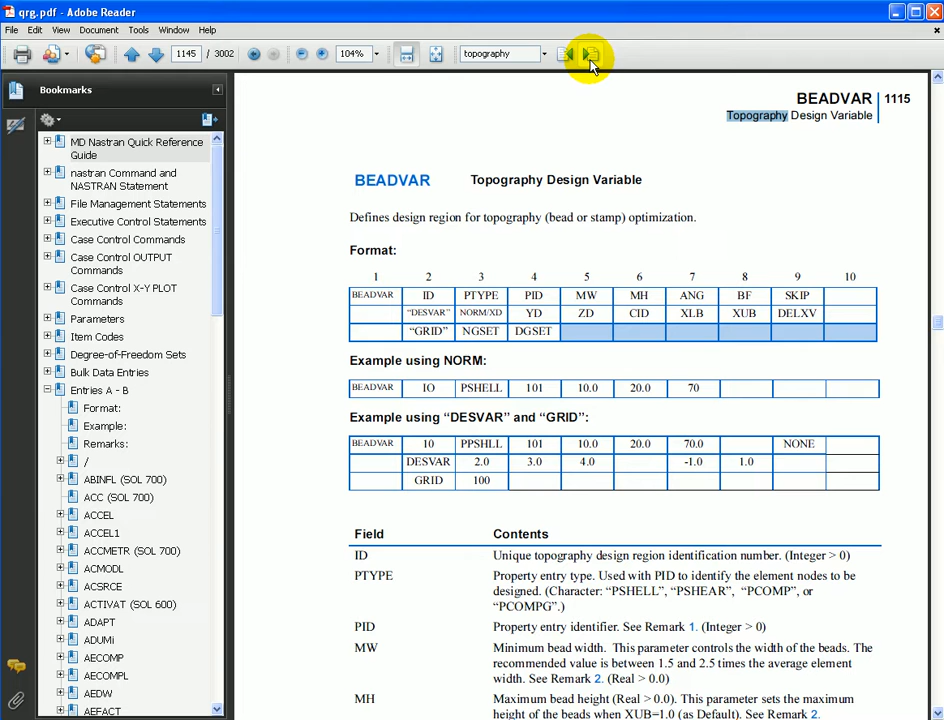 qrg.pdf - Adobe Reader
File Edit View Document Tools Window Help
1145 / 3002 104% topography
Bookmarks
MD Nastran Quick Reference
Guide
nastran Command and
NASTRAN Statement
File Management Statements
Executive Control Statements
Case Control Commands
Case Control OUTPUT
Commands
Case Control X-Y PLOT
Commands
Parameters
Item Codes
Degree-of-Freedom Sets
Bulk Data Entries
Entries A - B
Format:
Example:
Remarks:
/
ABINFL (SOL 700)
ACC (SOL 700)
ACCEL
ACCEL1
ACCMETR (SOL 700)
ACMODL
ACSRCE
ACTIVAT (SOL 600)
ADAPT
ADUMi
AECOMP
AECOMPL
AEDW
AEFACT
BEADVAR 1115
Topography Design Variable
BEADVAR Topography Design Variable
Defines design region for topography (bead or stamp) optimization.
Format:
1 2 3 4 5 6 7 8 9 10
BEADVAR ID PTYPE PID MW MH ANG BF SKIP
“DESVAR” NORM/XD YD ZD CID XLB XUB DELXV
“GRID” NGSET DGSET
Example using NORM:
BEADVAR IO PSHELL 101 10.0 20.0 70
Example using “DESVAR” and “GRID”:
BEADVAR 10 PPSHLL 101 10.0 20.0 70.0 NONE
DESVAR 2.0 3.0 4.0 -1.0 1.0
GRID 100
Field Contents
ID Unique topography design region identification number. (Integer > 0)
PTYPE Property entry type. Used with PID to identify the element nodes to be
designed. (Character: “PSHELL”, “PSHEAR”, “PCOMP”, or
“PCOMPG”.)
PID Property entry identifier. See Remark 1. (Integer > 0)
MW Minimum bead width. This parameter controls the width of the beads. The
recommended value is between 1.5 and 2.5 times the average element
width. See Remark 2. (Real > 0.0)
MH Maximum bead height (Real > 0.0). This parameter sets the maximum
height of the beads when XUB=1.0 (as Default). See Remark 2.